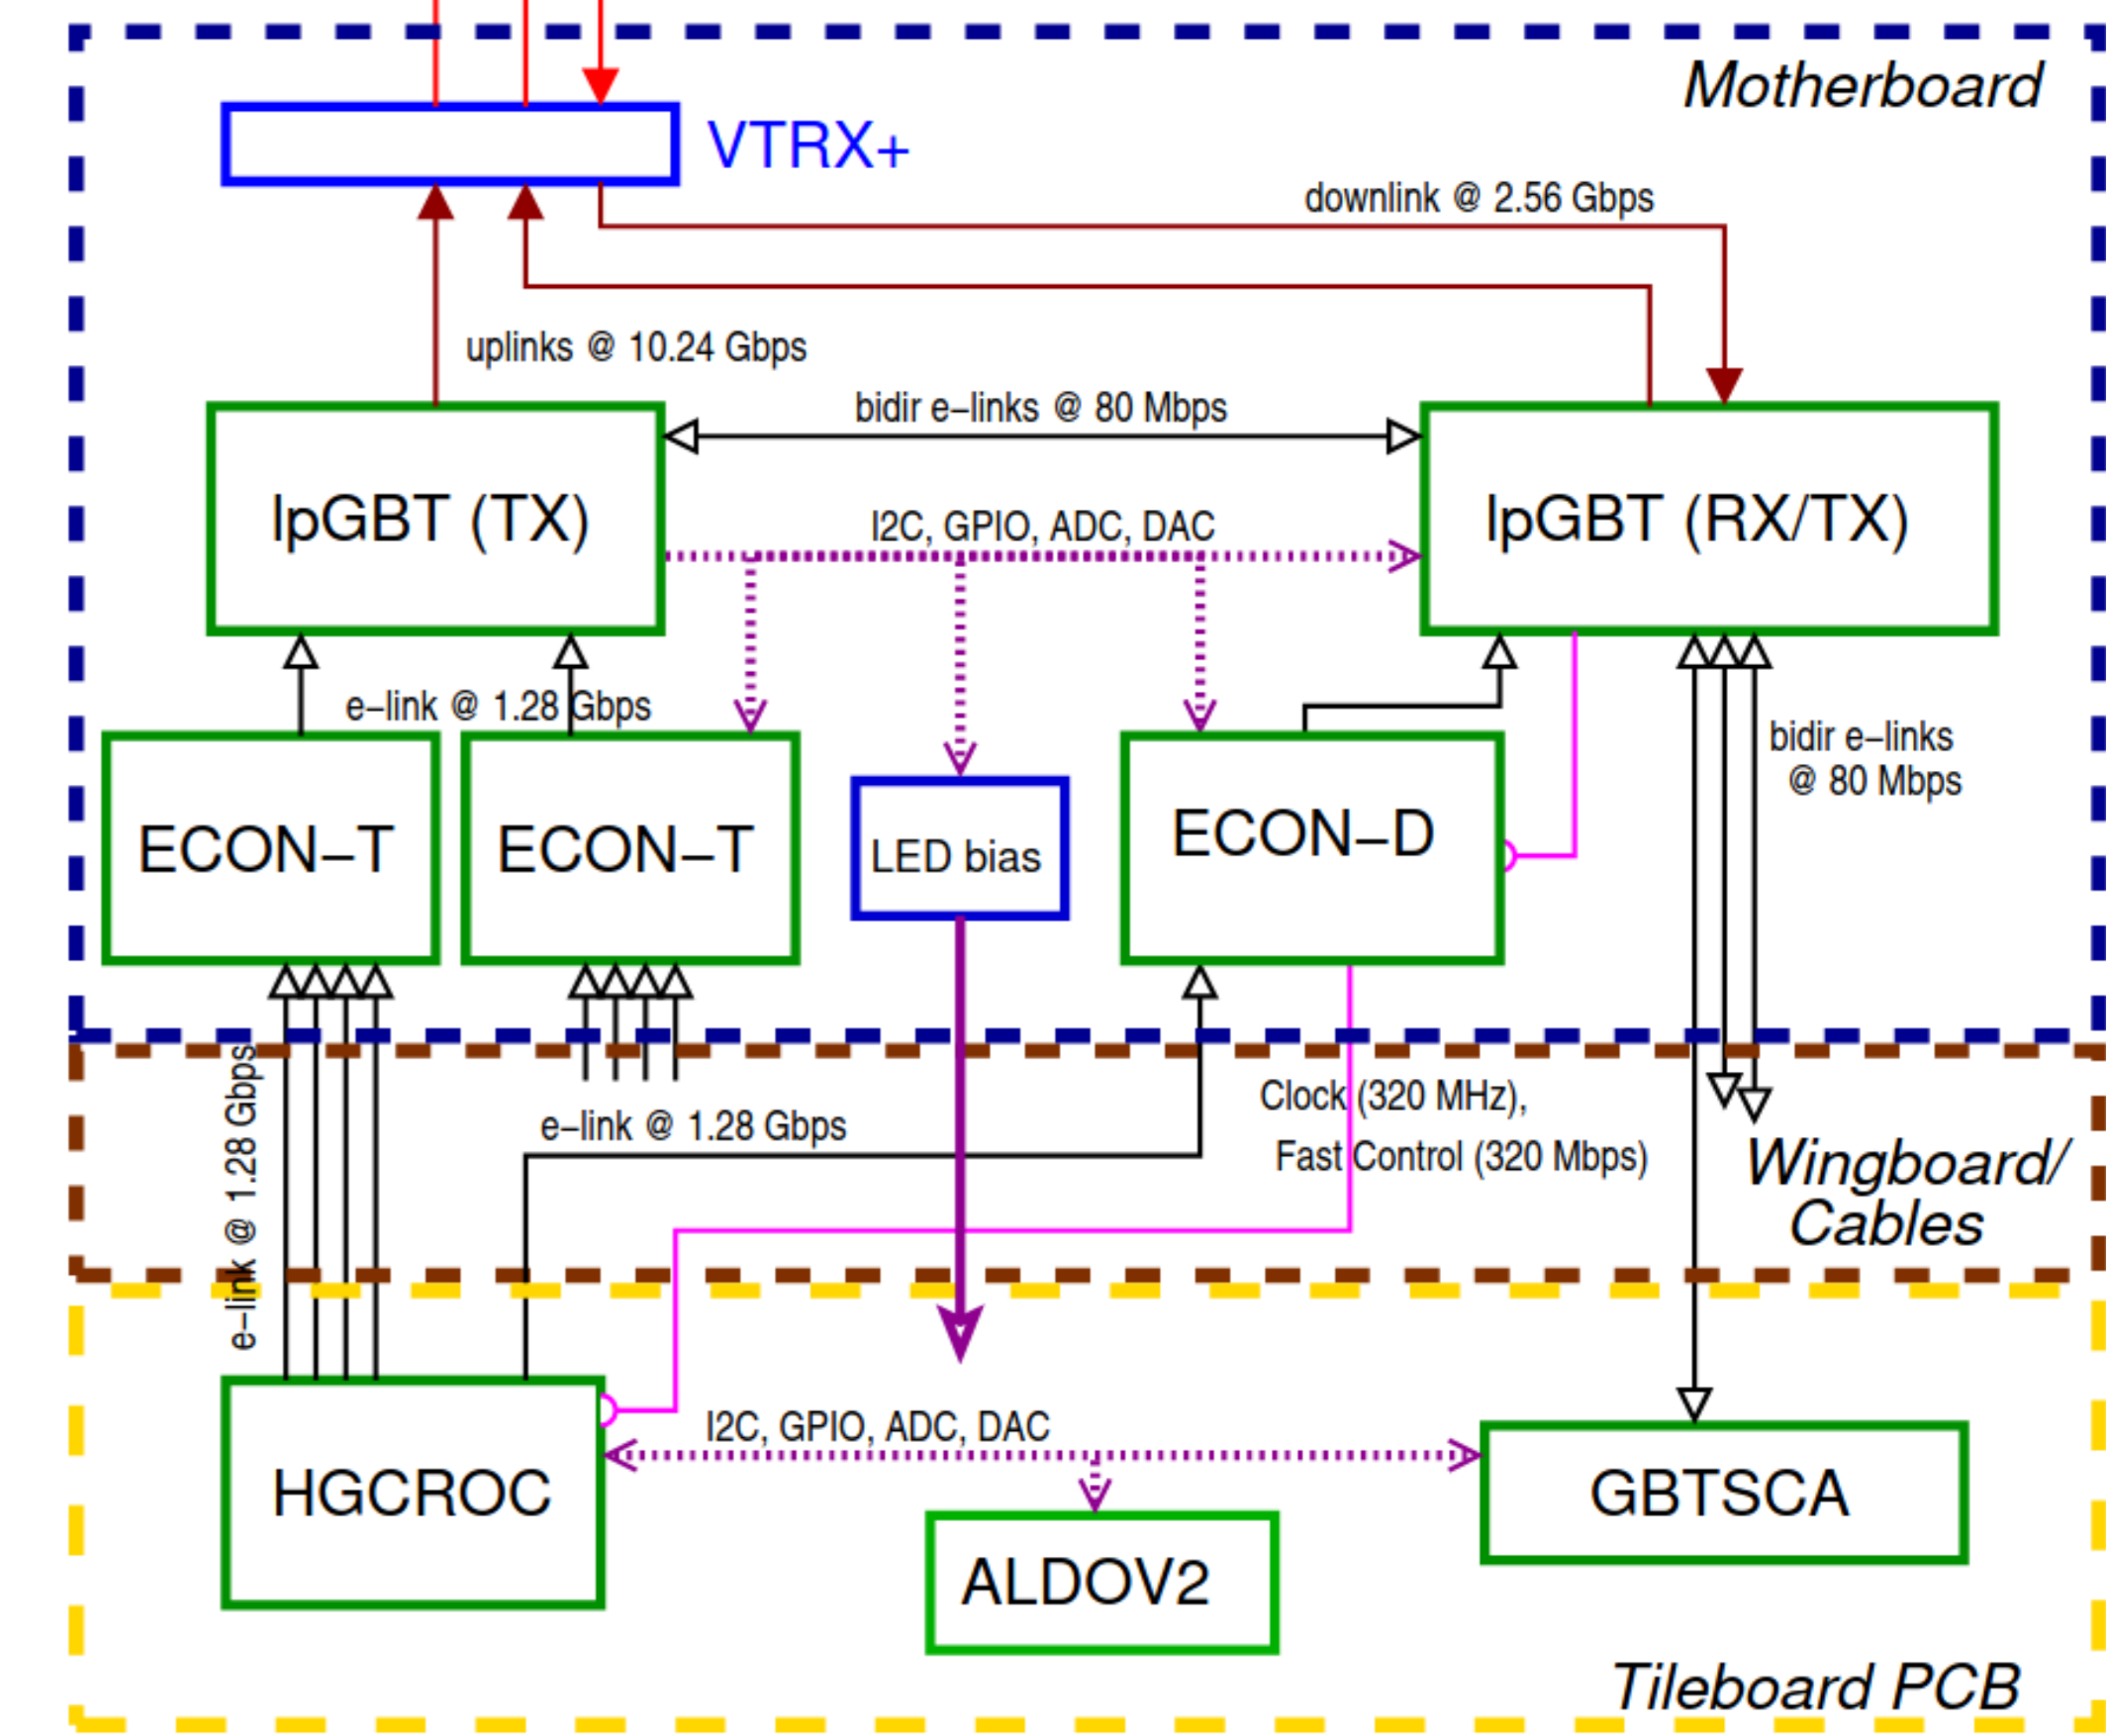 Motherboard
VTRX+
downlink @ 2.56 Gbps
uplinks @ 10.24 Gbps
bidir e–links @ 80 Mbps
lpGBT (TX)
I2C, GPIO, ADC, DAC
lpGBT (RX/TX)
e–link @ 1.28 Gbps
bidir e–links
@ 80 Mbps
ECON–T
ECON–T
LED bias
ECON–D
e–link @ 1.28 Gbps
e–link @ 1.28 Gbps
Clock (320 MHz),
Fast Control (320 Mbps)
Wingboard/
Cables
I2C, GPIO, ADC, DAC
HGCROC
GBTSCA
ALDOV2
Tileboard PCB